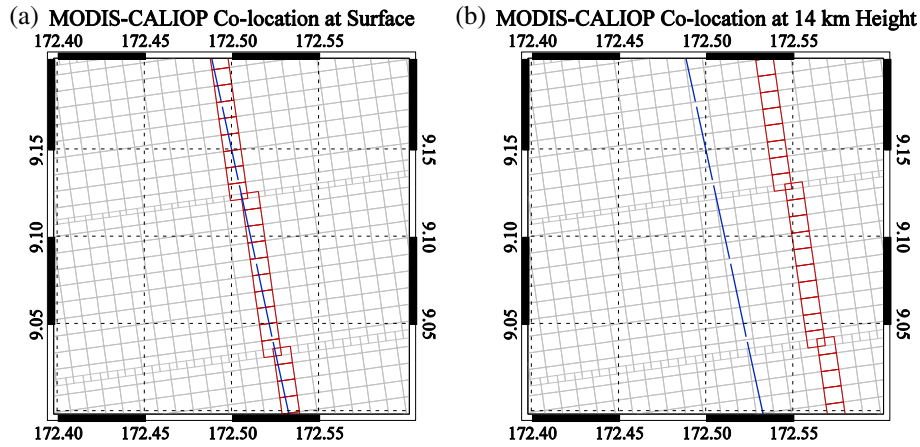 (a) MODIS-CALIOP Co-location at Surface
172.40 172.45 172.50 172.55
9.15 9.15
9.10 9.10
9.05 9.05
172.40 172.45 172.50 172.55
(b) MODIS-CALIOP Co-location at 14 km Height
172.40 172.45 172.50 172.55
9.15 9.15
9.10 9.10
9.05 9.05
172.40 172.45 172.50 172.55